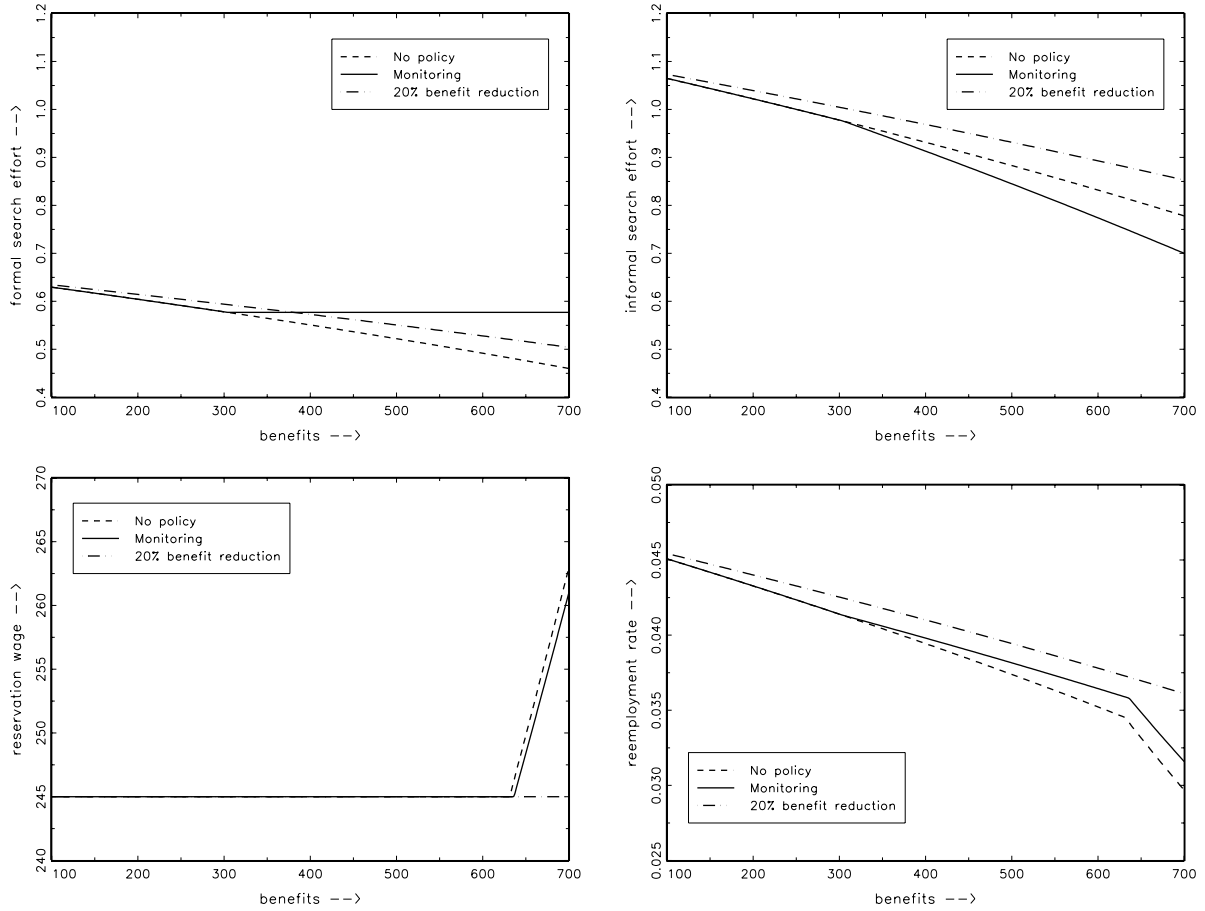 1.2
1.1
1.0
0.9
0.8
0.7
0.6
0.5
0.4
formal search effort -->
No policy
Monitoring
20% benefit reduction
100 200 300 400 500 600 700
benefits -->
1.2
1.1
1.0
0.9
0.8
0.7
0.6
0.5
0.4
informal search effort -->
No policy
Monitoring
20% benefit reduction
100 200 300 400 500 600 700
benefits -->
270
265
260
255
250
245
240
reservation wage -->
No policy
Monitoring
20% benefit reduction
100 200 300 400 500 600 700
benefits -->
0.050
0.045
0.040
0.035
0.030
0.025
reemployment rate -->
No policy
Monitoring
20% benefit reduction
100 200 300 400 500 600 700
benefits -->